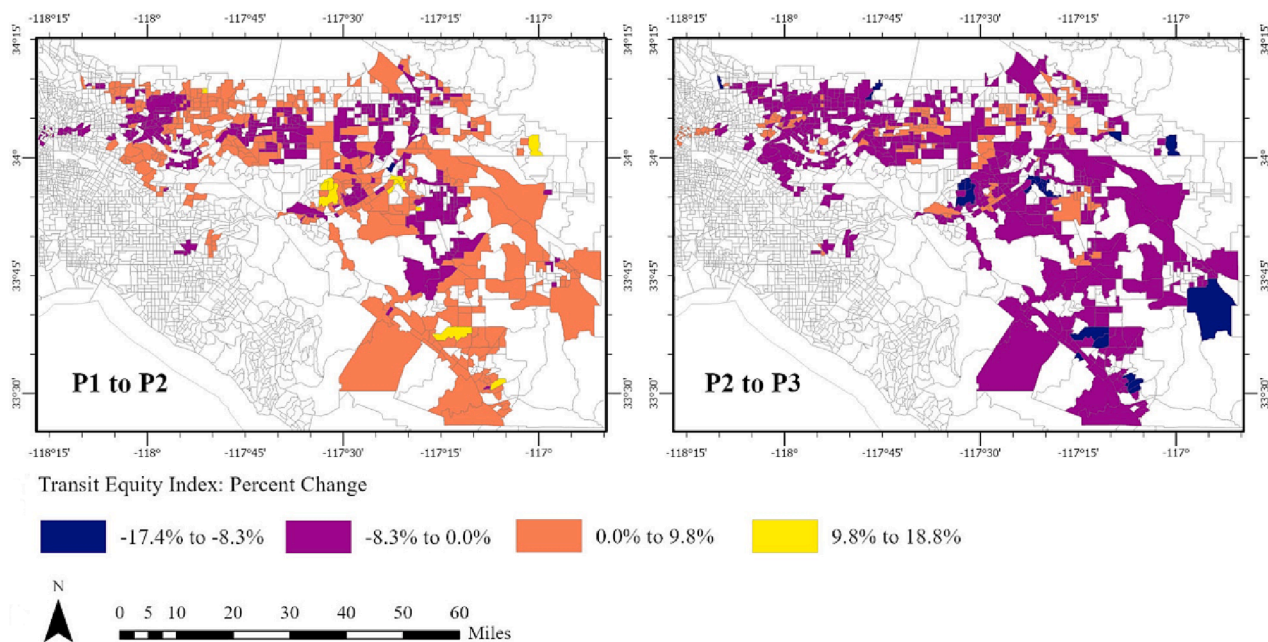 -118°15' -118° -117°45' -117°30' -117°15' -117° -118°15' -118° -117°45' -117°30' -117°15' -117°
34°15'
34°
33°45'
33°30'
34°15'
34°
33°45'
33°30'
P1 to P2
P2 to P3
-118°15' -118° -117°45' -117°30' -117°15' -117° -118°15' -118° -117°45' -117°30' -117°15' -117°
Transit Equity Index: Percent Change
-17.4% to -8.3% -8.3% to 0.0% 0.0% to 9.8% 9.8% to 18.8%
N
0 5 10 20 30 40 50 60
Miles